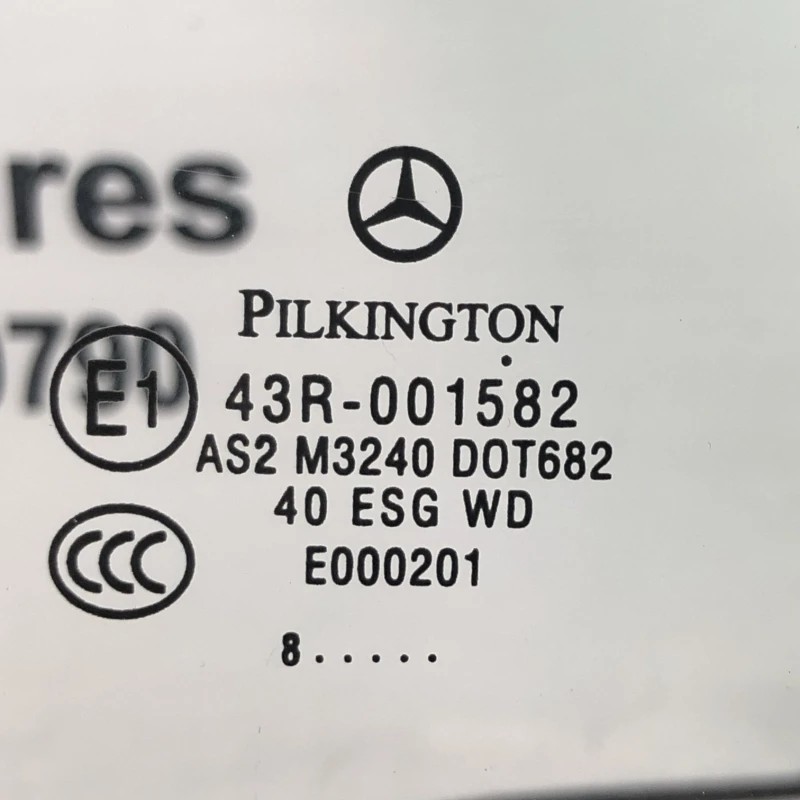 res
PILKINGTON
E1
43R-001582
AS2 M3240 DOT682
40 ESG WD
CCC
E000201
8.....